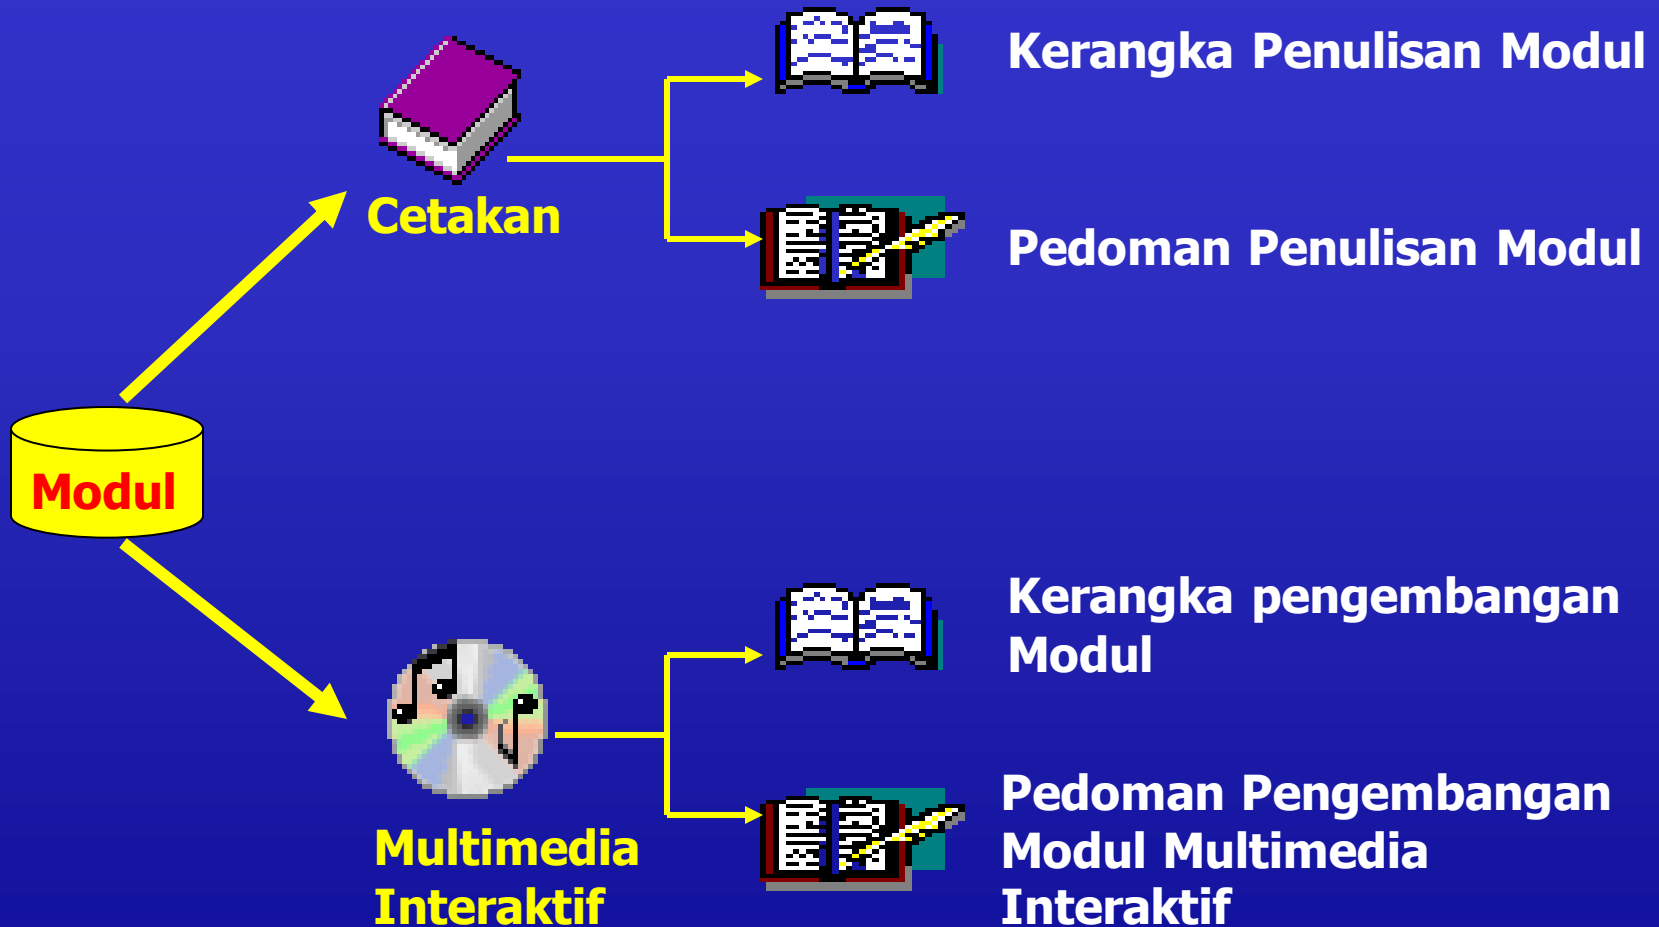 Kerangka Penulisan Modul
Cetakan
Pedoman Penulisan Modul
Modul
Kerangka pengembangan
Modul
Multimedia
Interaktif
Pedoman Pengembangan
Modul Multimedia
Interaktif